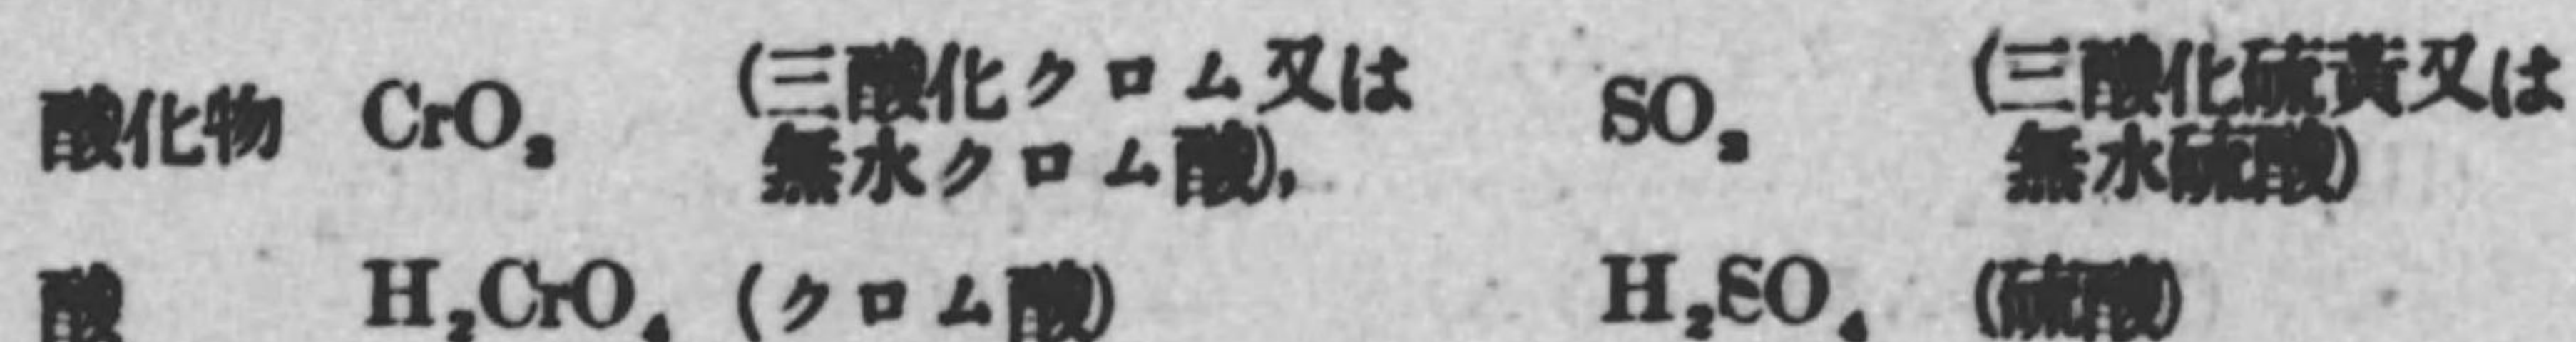 酸化物 CrO₃ (三酸化クロム又は無水クロム酸), SO₃ (三酸化硫黄又は無水硫酸)
酸 H₂CrO₄ (クロム酸) H₂SO₄ (硫酸)